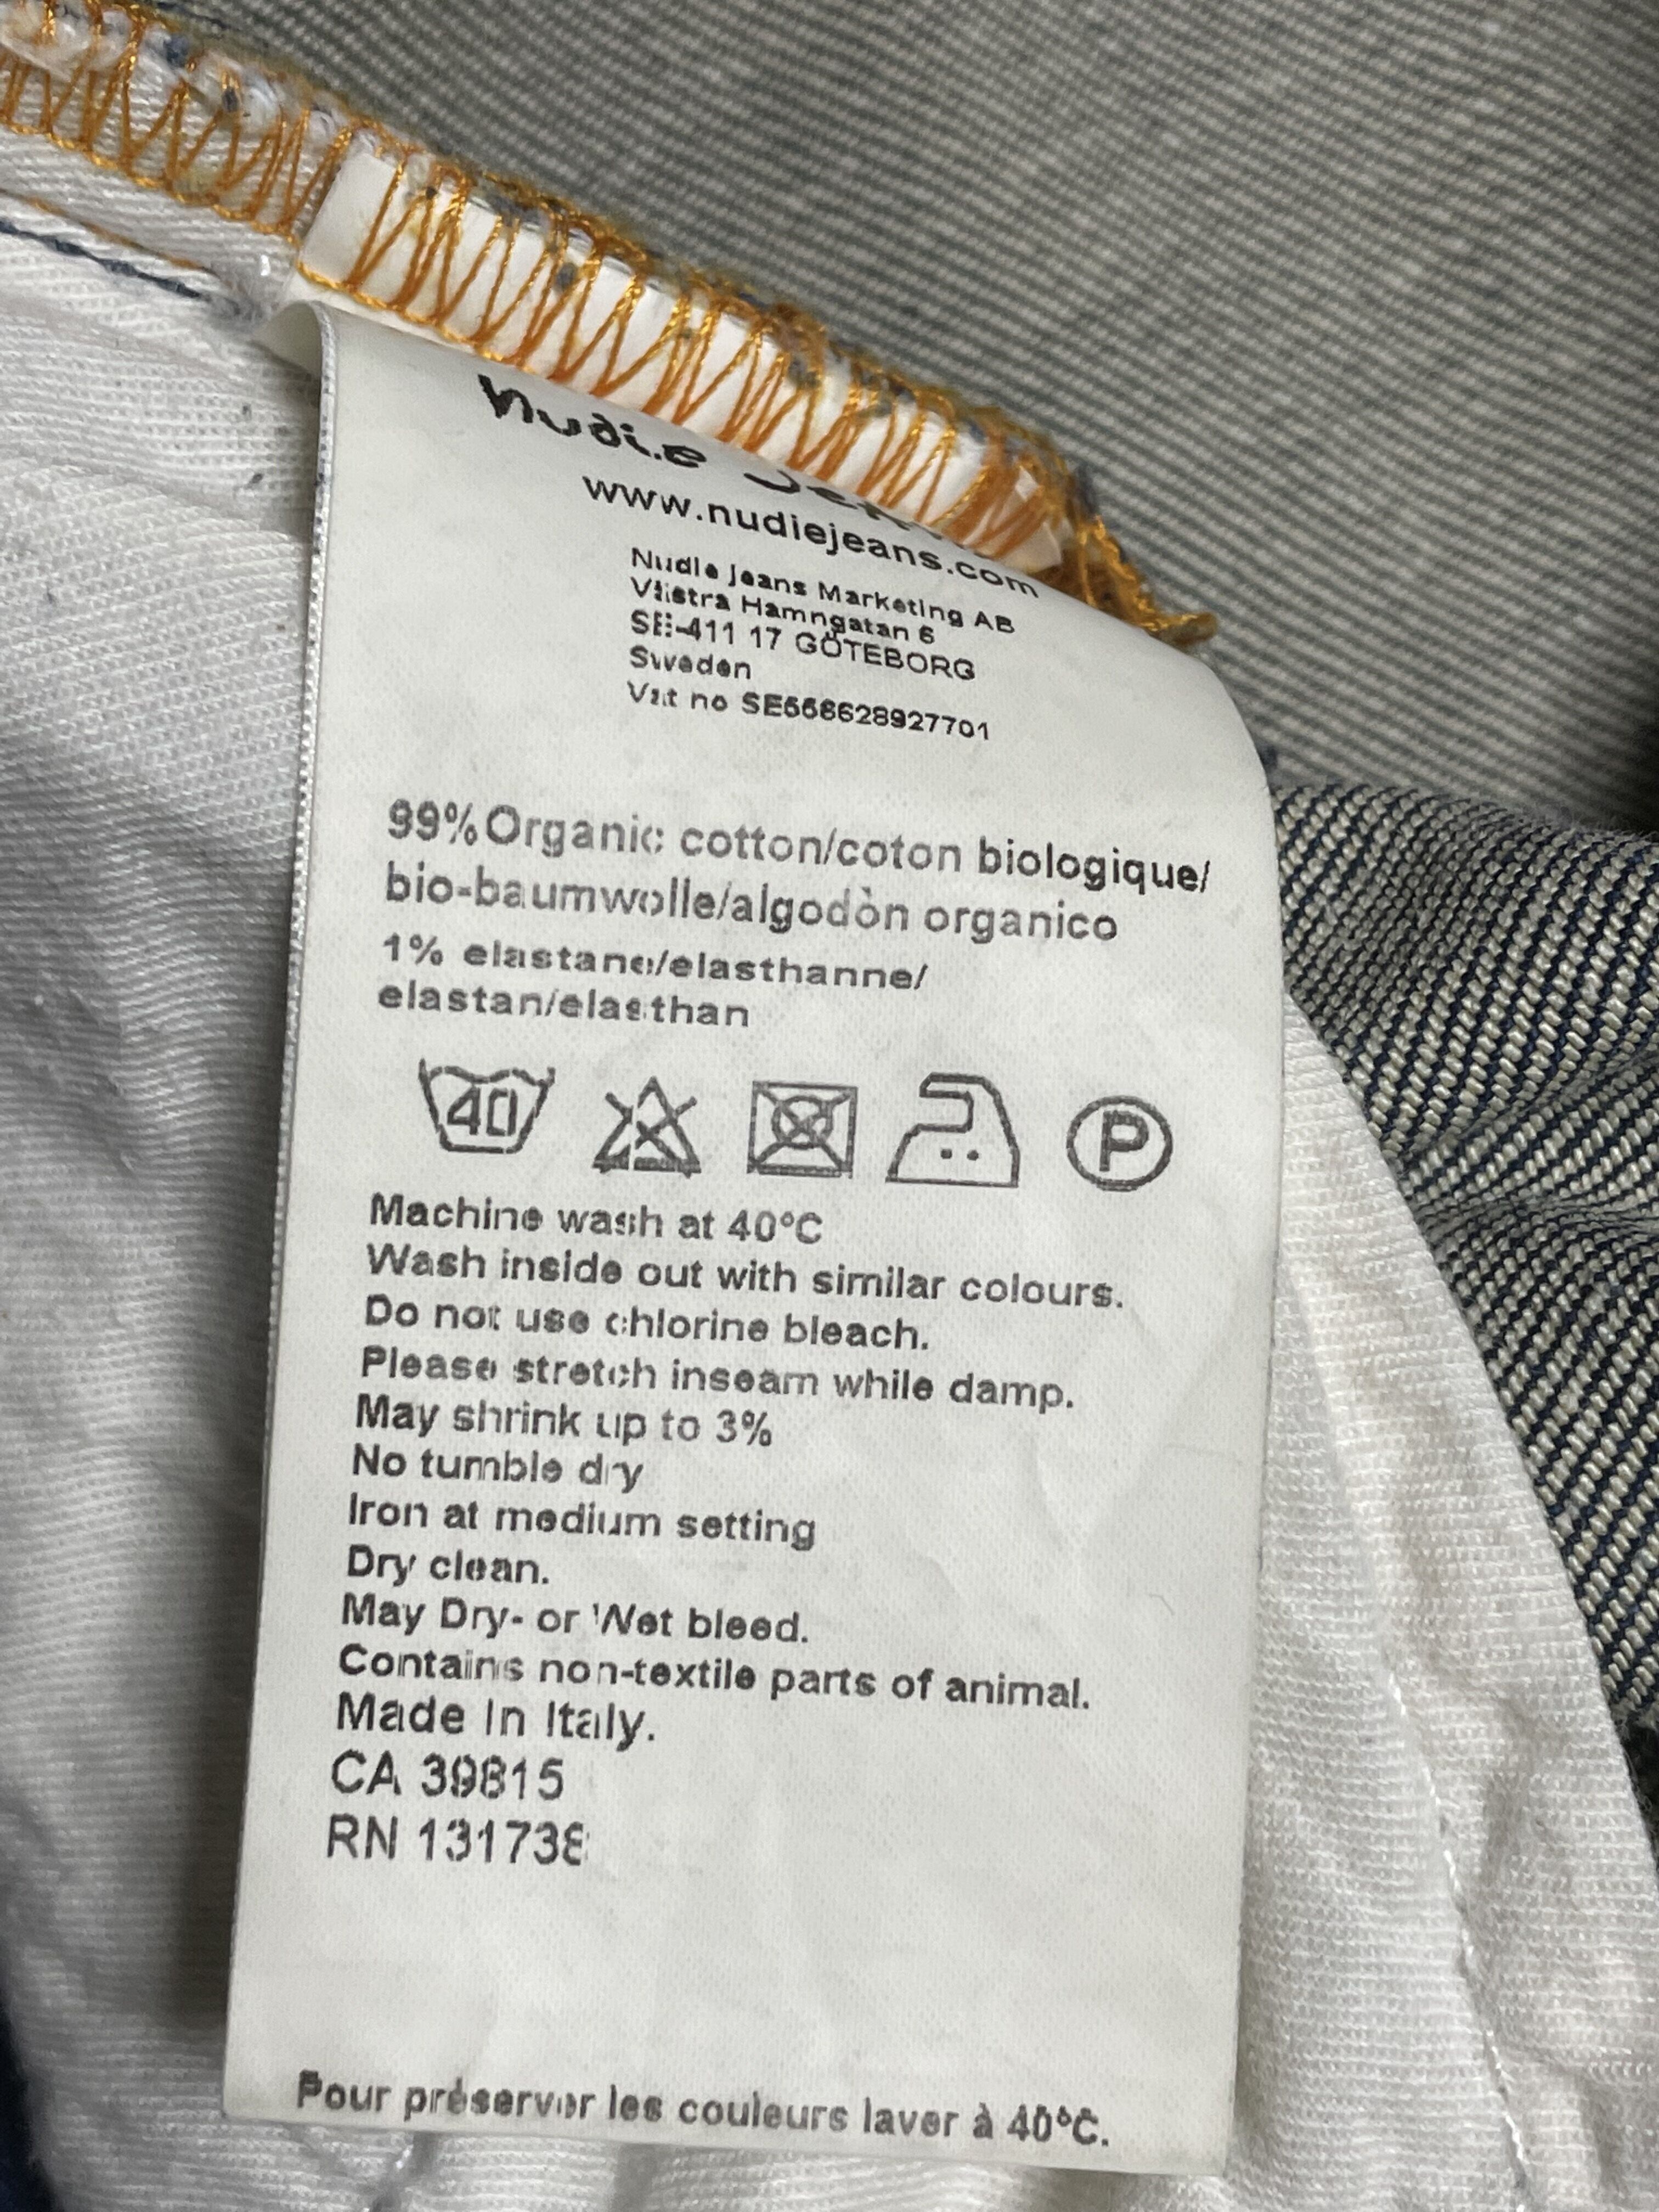 Nudie Jeans
www.nudiejeans.com
Nudie Jeans Marketing AB
Västra Hamngatan 6
SE-411 17 GÖTEBORG
Sweden
Vat no SE556628927701
99% Organic cotton/coton biologique/
bio-baumwolle/algodòn organico
1% elastane/elasthanne/
elastan/elasthan
40
P
Machine wash at 40°C
Wash inside out with similar colours.
Do not use chlorine bleach.
Please stretch inseam while damp.
May shrink up to 3%
No tumble dry
Iron at medium setting
Dry clean.
May Dry- or Wet bleed.
Contains non-textile parts of animal.
Made In Italy.
CA 39815
RN 131738
Pour préserver les couleurs laver à 40°C.